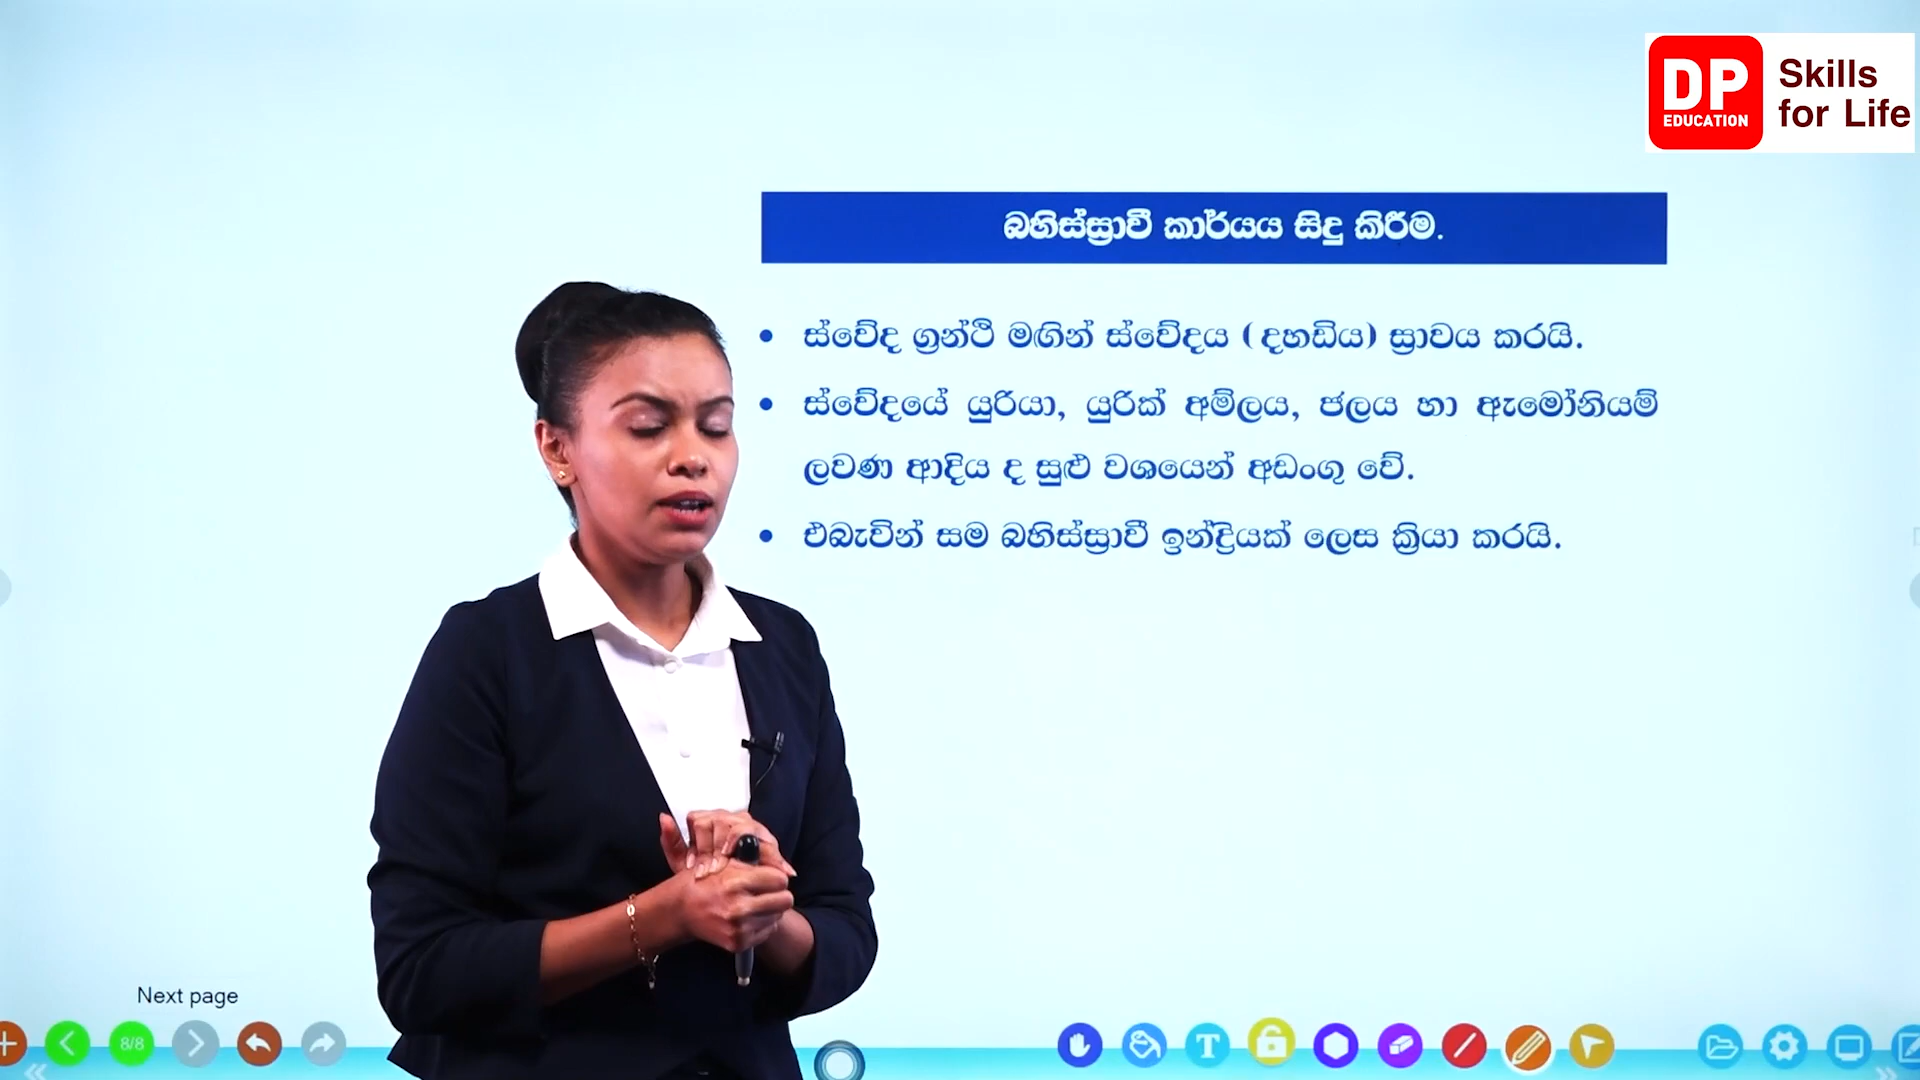 DP
EDUCATION
Skills
for Life
බහිස්ස්‍රාවී කාර්යය සිදු කිරීම.
• ස්වේද ග්‍රන්ථි මඟින් ස්වේදය ( දහඩිය) ස්‍රාවය කරයි.
• ස්වේදයේ යුරියා, යුරික් අම්ලය, ජලය හා ඇමෝනියම්
ලවණ ආදිය ද සුළු වශයෙන් අඩංගු වේ.
• එබැවින් සම බහිස්ස්‍රාවී ඉන්ද්‍රියක් ලෙස ක්‍රියා කරයි.
Next page
8/8
T